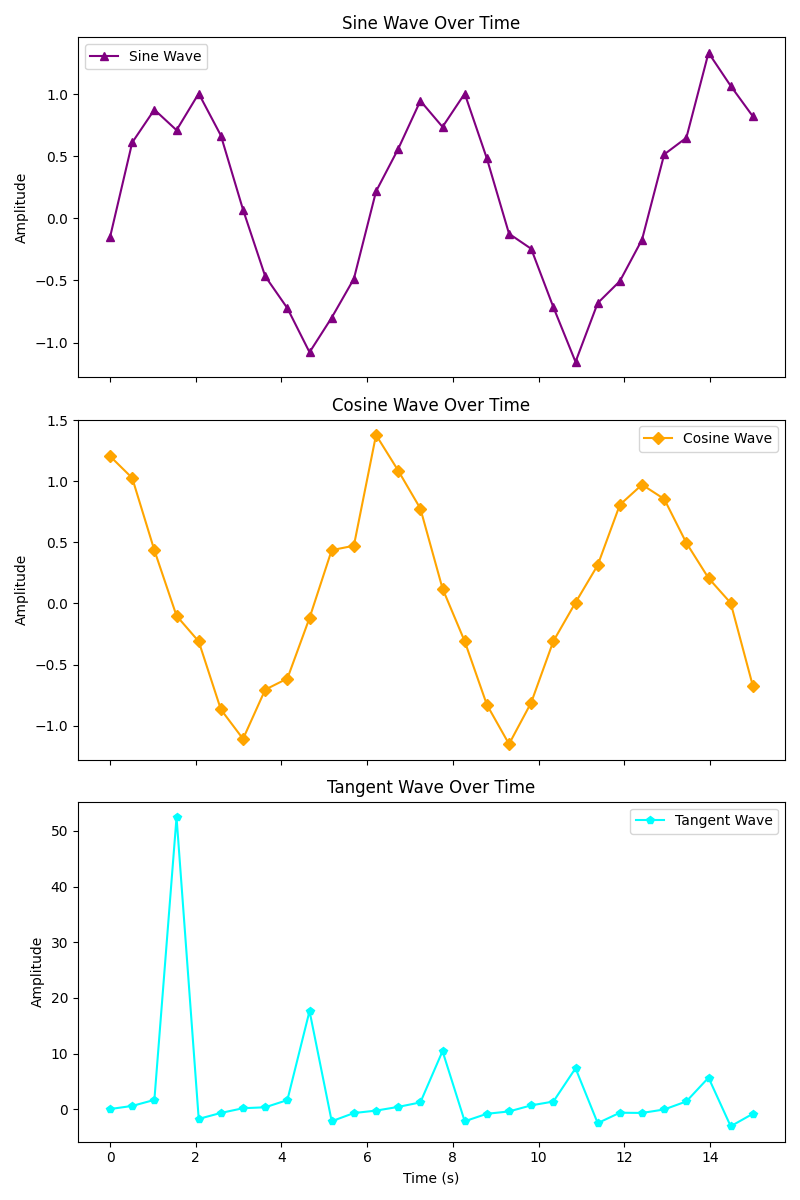 Sine Wave Over Time
Sine Wave
1.0
0.5
0.0
−0.5
−1.0
Amplitude
Cosine Wave Over Time
Cosine Wave
1.5
1.0
0.5
0.0
−0.5
−1.0
Amplitude
Tangent Wave Over Time
Tangent Wave
50
40
30
20
10
0
Amplitude
0 2 4 6 8 10 12 14
Time (s)